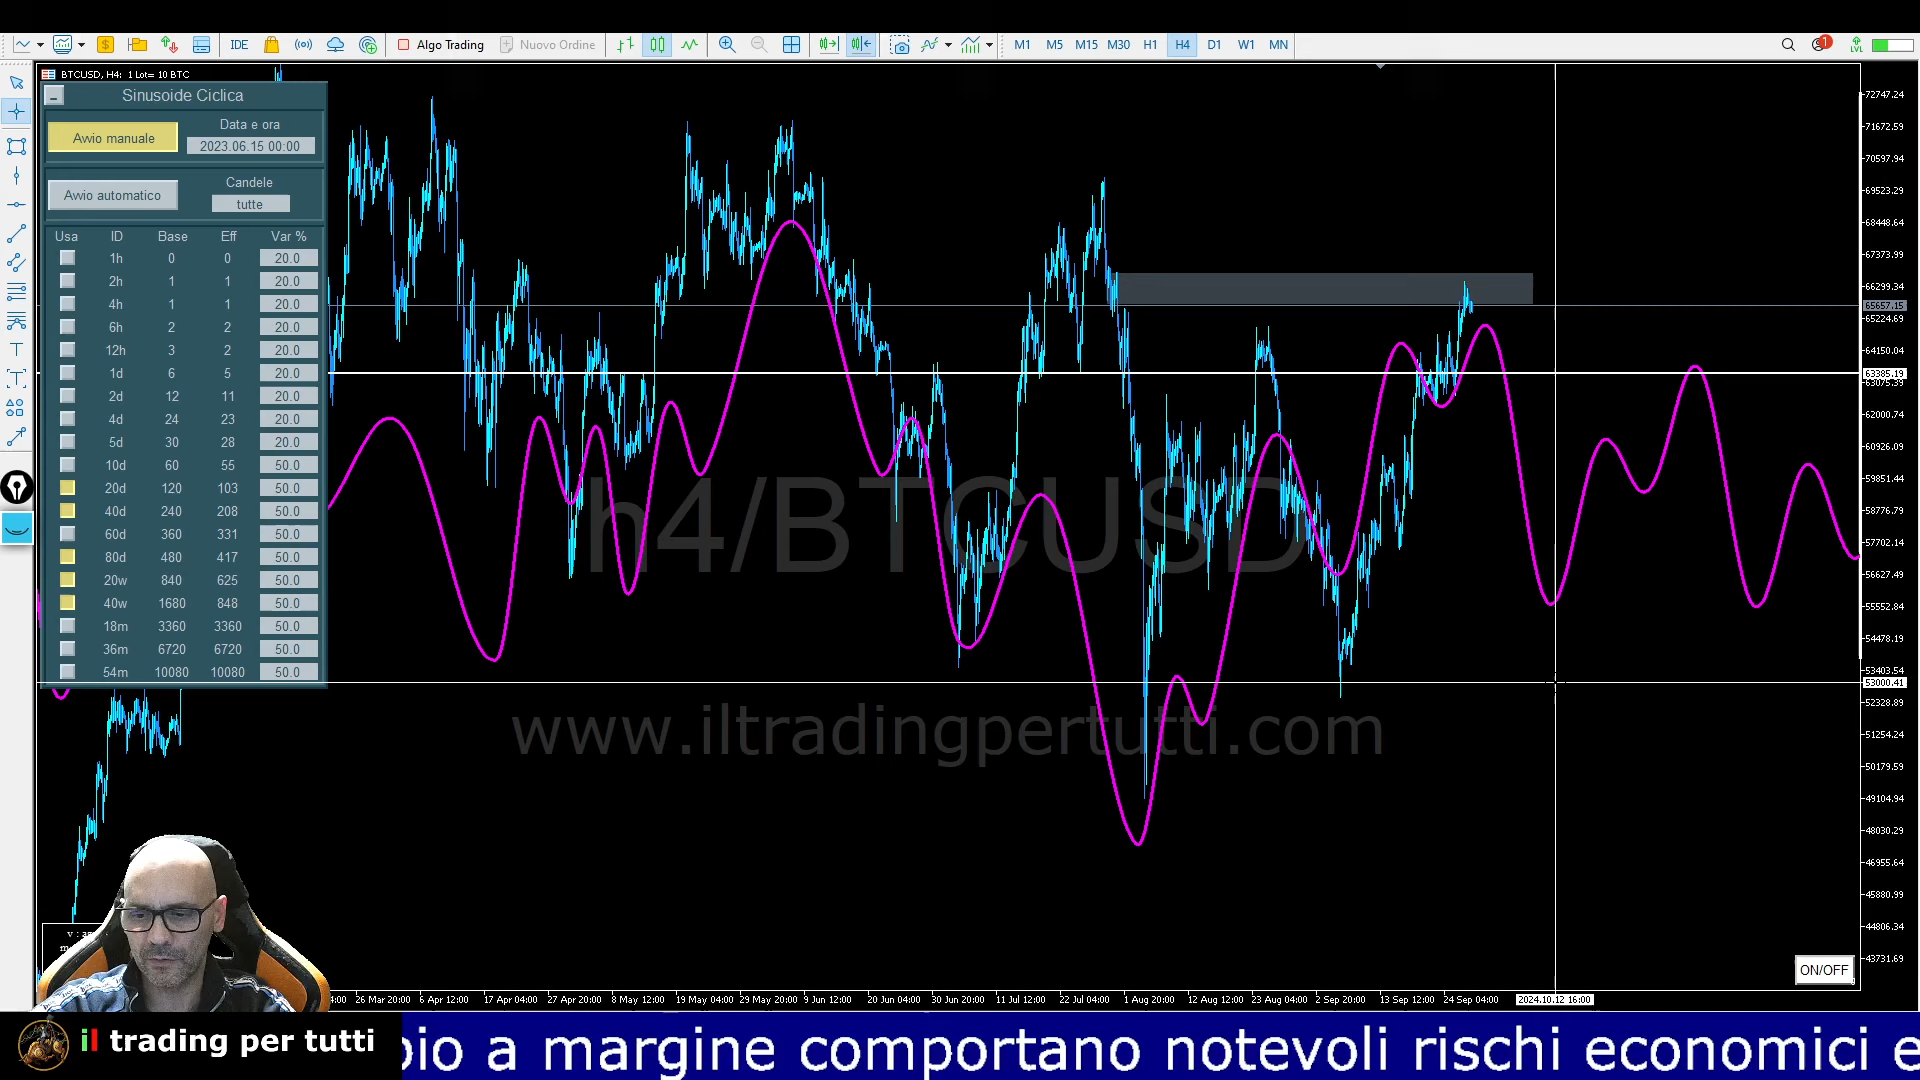 IDE
Algo Trading
Nuovo Ordine
M1 M5 M15 M30 H1 H4 D1 W1 MN
1
LVL
BTCUSD, H4: 1 Lot= 10 BTC
Sinusoide Ciclica
Avvio manuale
Data e ora
2023.06.15 00:00
Avvio automatico
Candele
tutte
Usa ID Base Eff Var %
1h 0 0 20.0
2h 1 1 20.0
4h 1 1 20.0
6h 2 2 20.0
12h 3 2 20.0
1d 6 5 20.0
2d 12 11 20.0
4d 24 23 20.0
5d 30 28 20.0
10d 60 55 50.0
20d 120 103 50.0
40d 240 208 50.0
60d 360 331 50.0
80d 480 417 50.0
20w 840 625 50.0
40w 1680 848 50.0
18m 3360 3360 50.0
36m 6720 6720 50.0
54m 10080 10080 50.0
h4/BTCUSD
www.iltradingpertutti.com
72747.24
71672.59
70597.94
69523.29
68448.64
67373.99
66299.34
65657.15
65224.69
64150.04
63385.19
63075.39
62000.74
60926.09
59851.44
58776.79
57702.14
56627.49
55552.84
54478.19
53403.54
53000.41
52328.89
51254.24
50179.59
49104.94
48030.29
46955.64
45880.99
44806.34
43731.69
ON/OFF
4:00 26 Mar 20:00 6 Apr 12:00 17 Apr 04:00 27 Apr 20:00 8 May 12:00 19 May 04:00 29 May 20:00 9 Jun 12:00 20 Jun 04:00 30 Jun 20:00 11 Jul 12:00 22 Jul 04:00 1 Aug 20:00 12 Aug 12:00 23 Aug 04:00 2 Sep 20:00 13 Sep 12:00 24 Sep 04:00 2024.10.12 16:00
il trading per tutti
bio a margine comportano notevoli rischi economici e